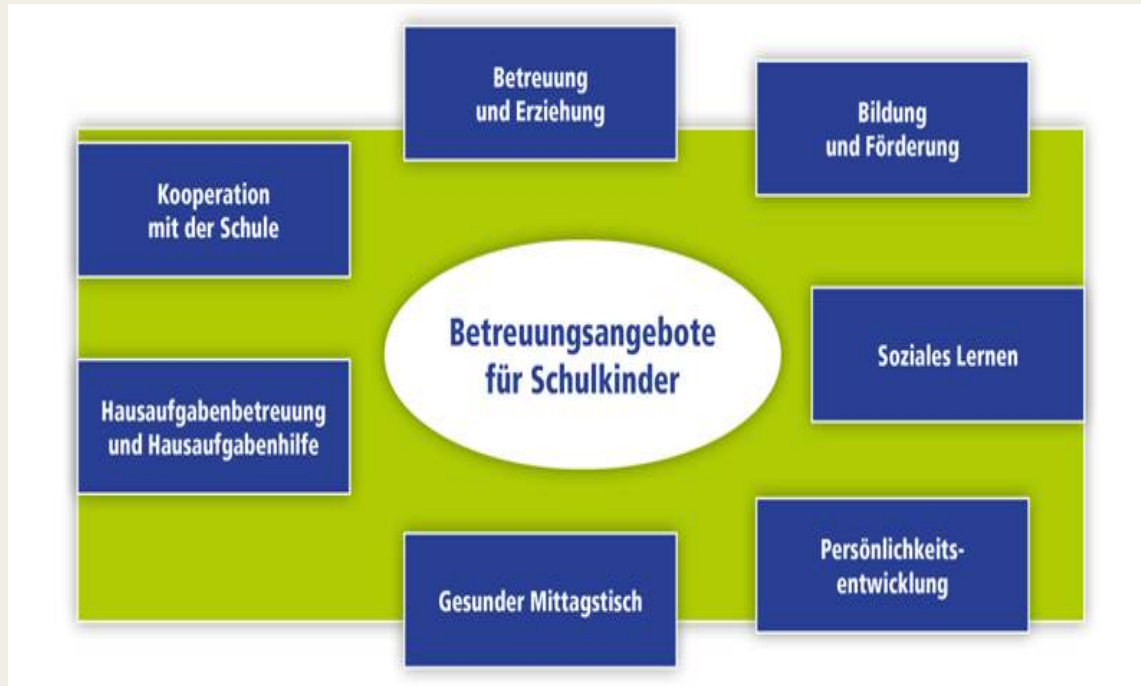 Betreuung
und Erziehung
Bildung
und Förderung
Kooperation
mit der Schule
Betreuungsangebote
für Schulkinder
Soziales Lernen
Hausaufgabenbetreuung
und Hausaufgabenhilfe
Persönlichkeits-
entwicklung
Gesunder Mittagstisch